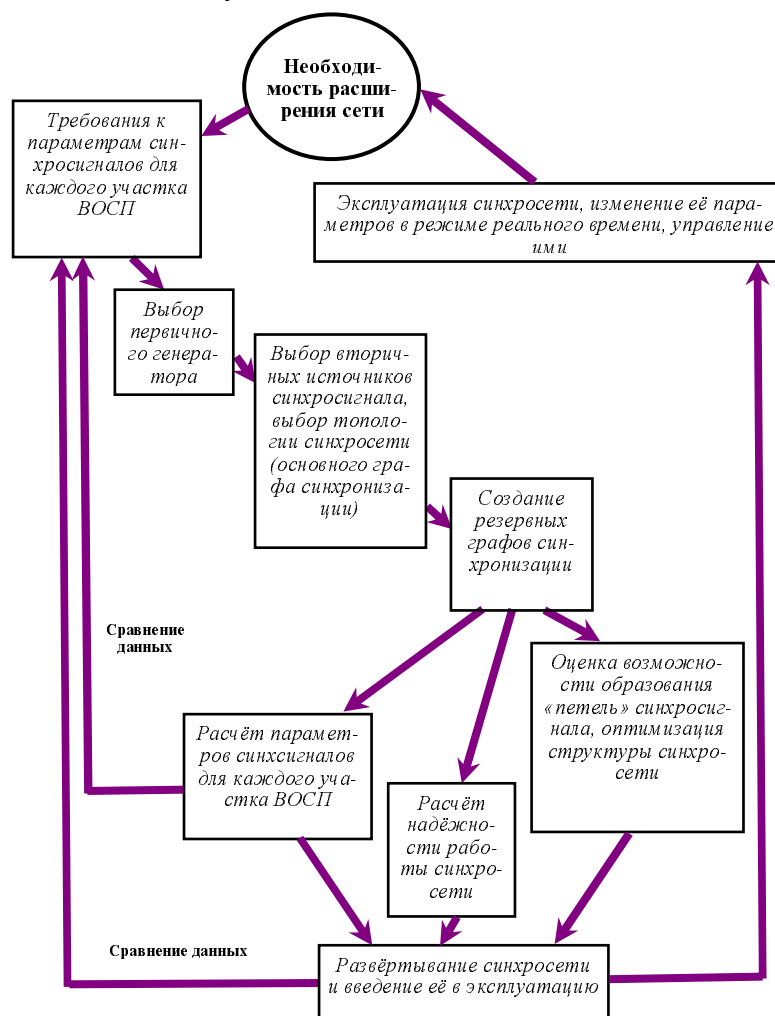 Необходи-
мость расши-
рения сети
Требования к
параметрам син-
хросигналов для
каждого участка
ВОСП
Эксплуатация синхросети, изменение её пара-
метров в режиме реального времени, управление
ими
Выбор
первично-
го генера-
тора
Выбор вторич-
ных источников
синхросигнала,
выбор тополо-
гии синхросети
(основного гра-
фа синхрониза-
ции)
Создание
резервных
графов син-
хронизации
Сравнение
данных
Оценка возможно-
сти образования
«петель» синхросиг-
нала, оптимизация
структуры синхро-
сети
Расчёт парамет-
ров синхсигналов
для каждого уча-
стка ВОСП
Расчёт
надёжно-
сти рабо-
ты синхро-
сети
Сравнение данных
Развёртывание синхросети
и введение её в эксплуатацию